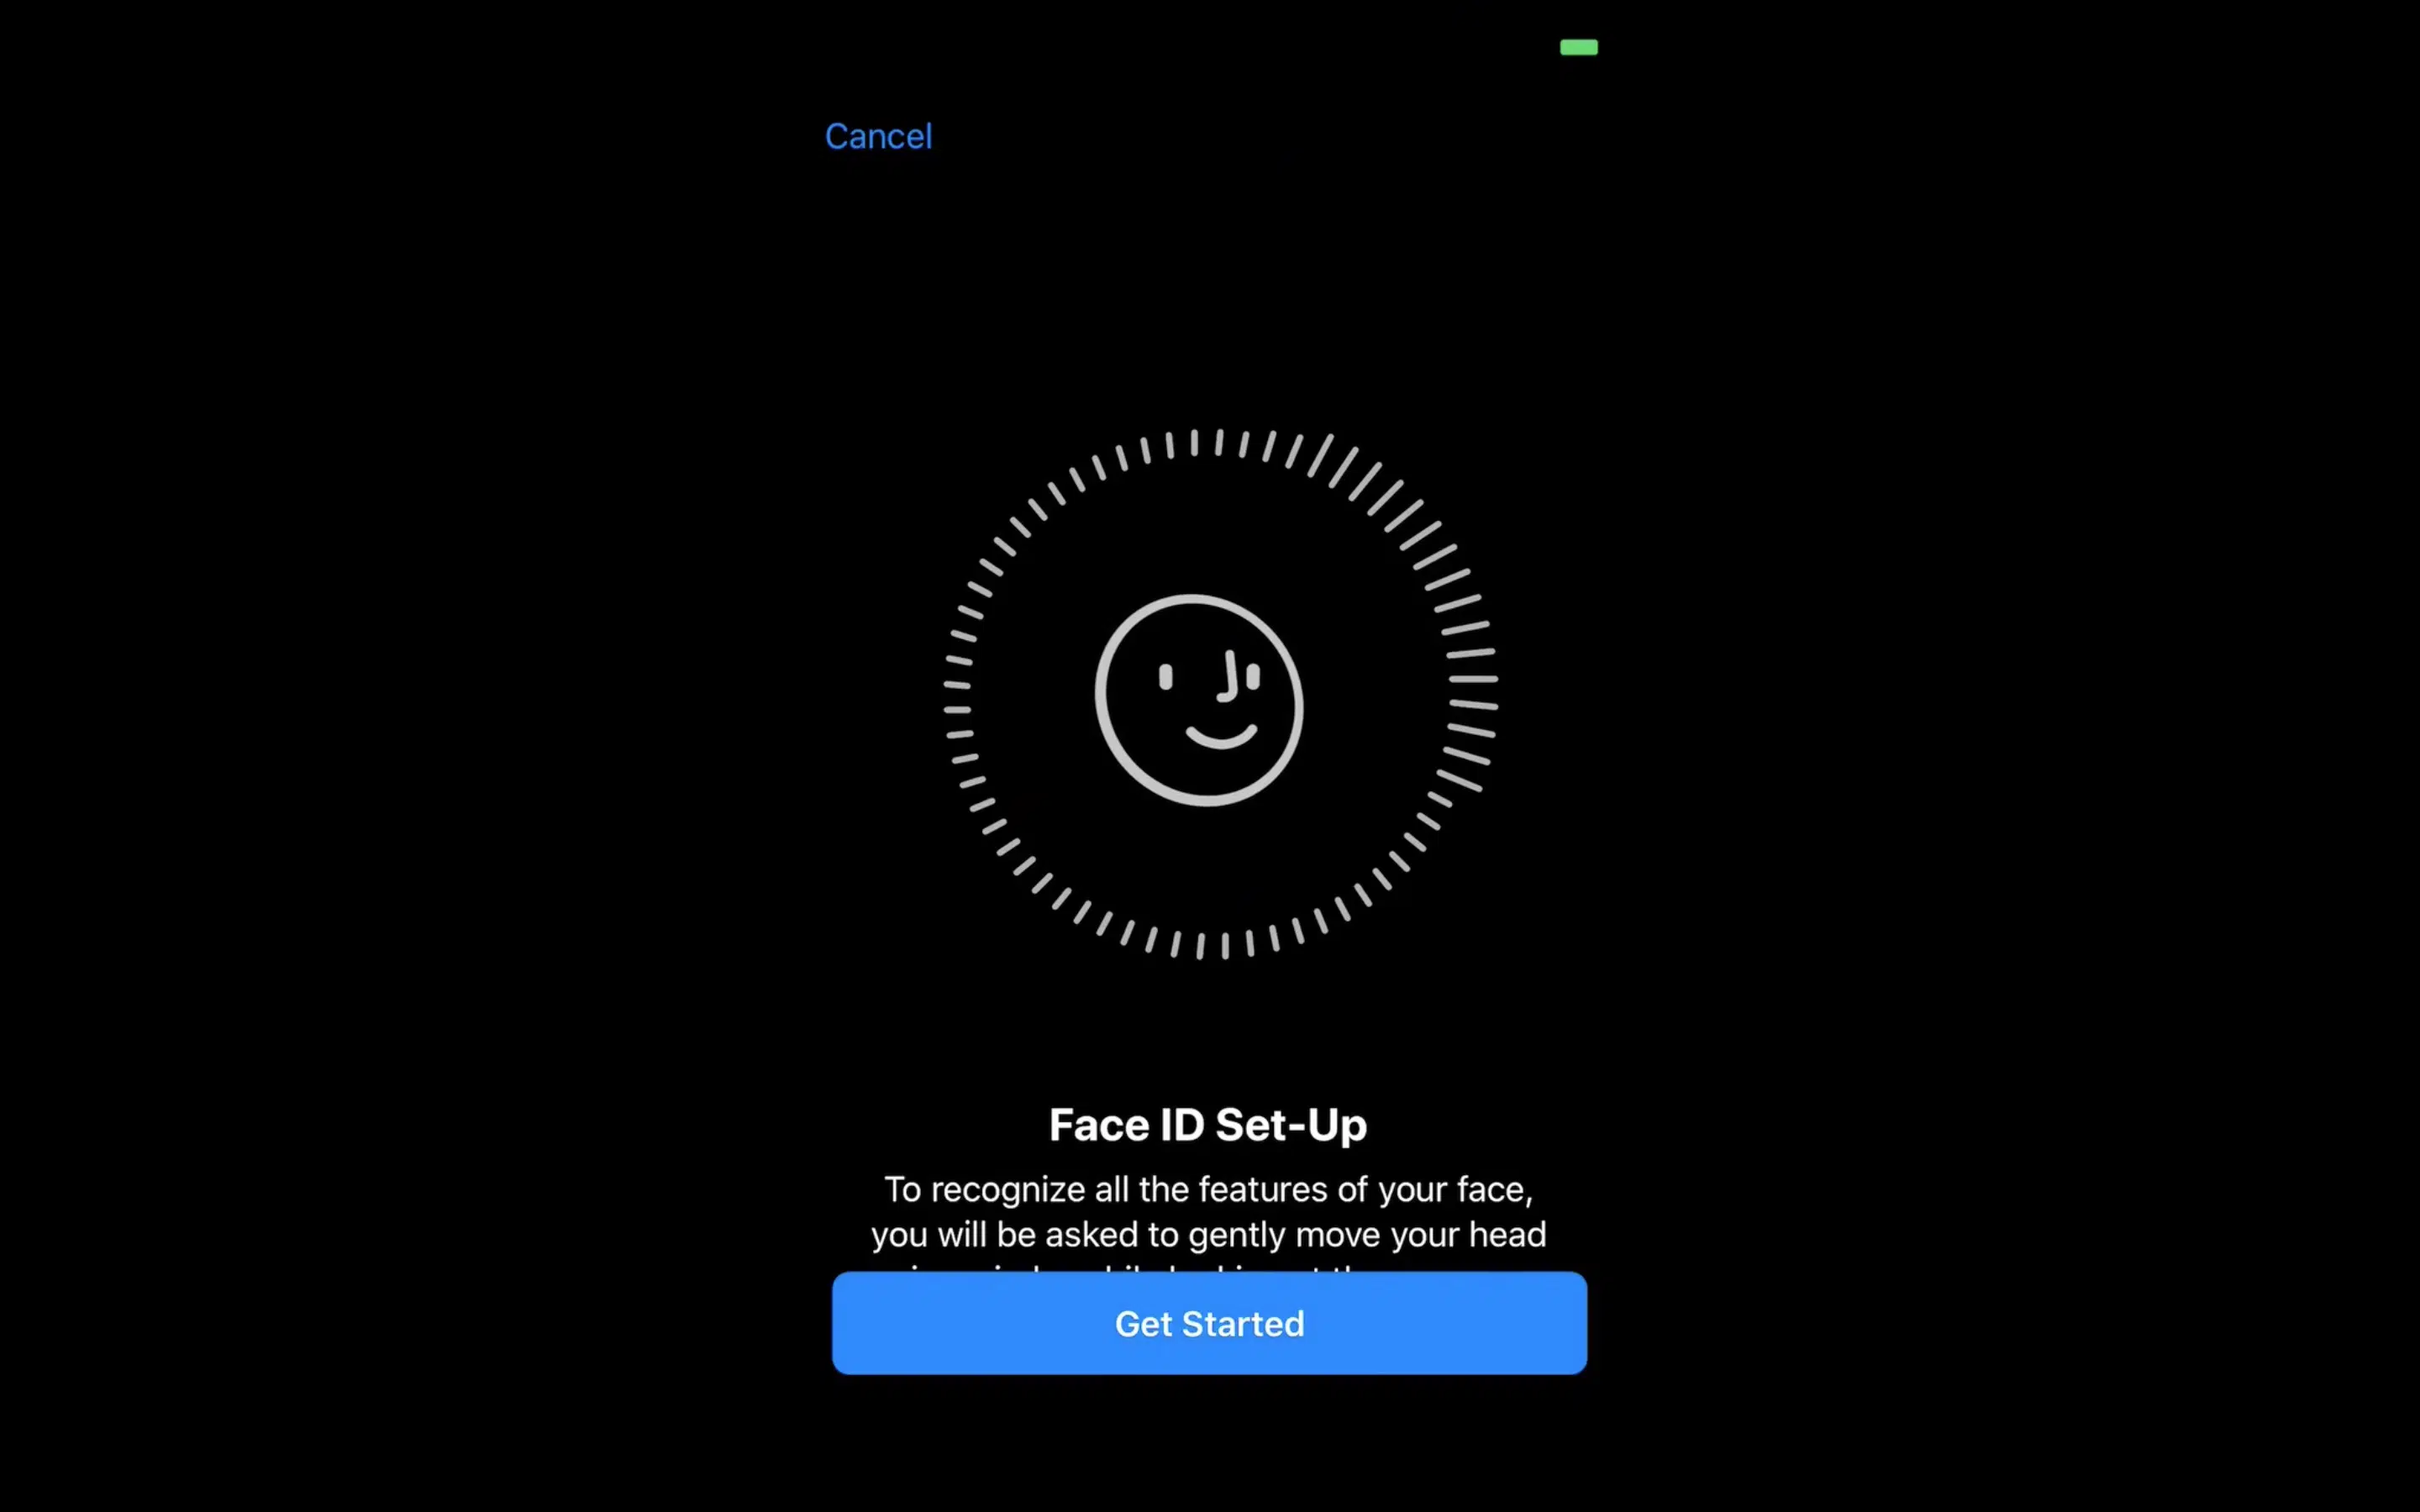 Cancel
Face ID Set-Up
To recognize all the features of your face,
you will be asked to gently move your head
Get Started